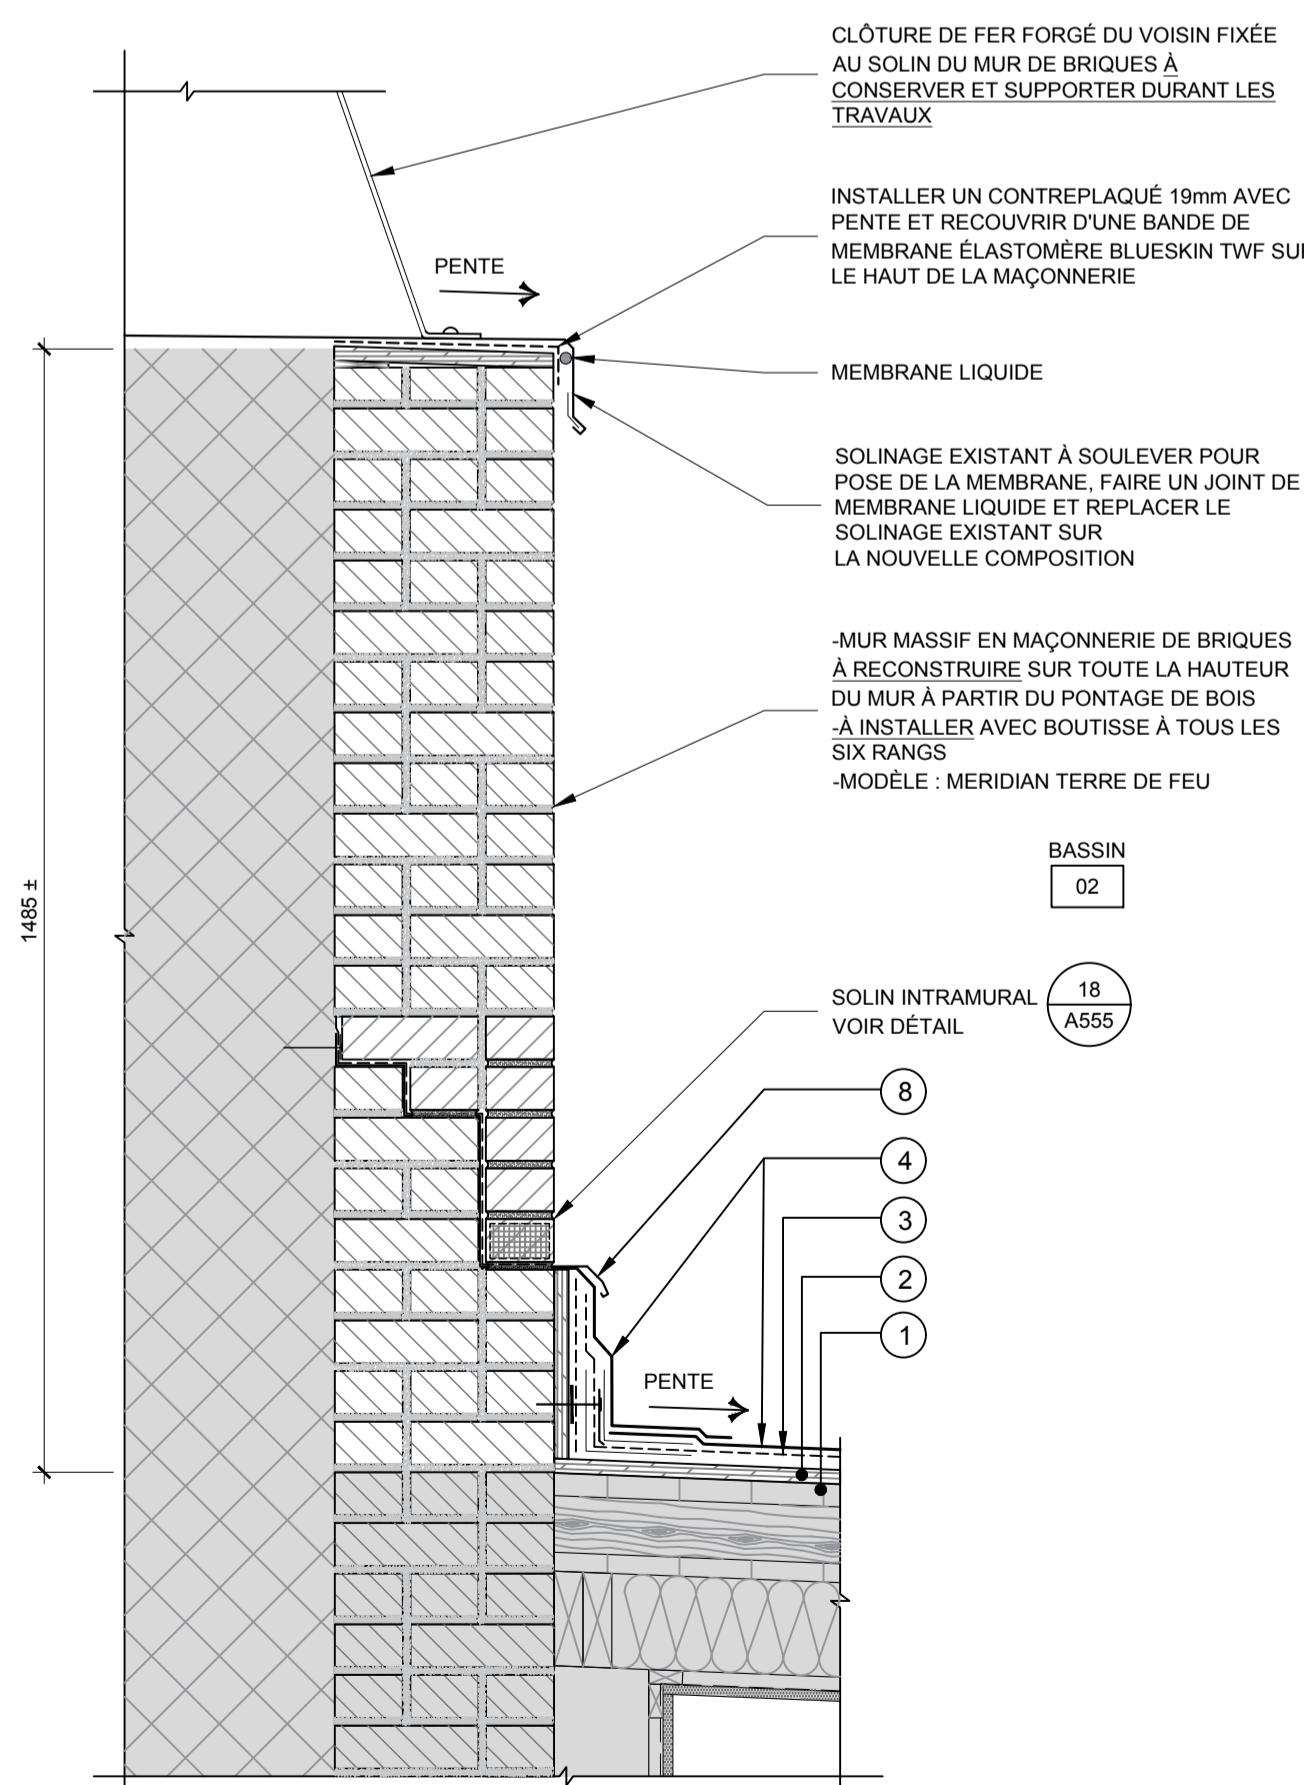 CLÔTURE DE FER FORGÉ DU VOISIN FIXÉE
AU SOLIN DU MUR DE BRIQUES À
CONSERVER ET SUPPORTER DURANT LES
TRAVAUX
INSTALLER UN CONTREPLAQUÉ 19mm AVEC
PENTE ET RECOUVRIR D'UNE BANDE DE
MEMBRANE ÉLASTOMÈRE BLUESKIN TWF SUR
LE HAUT DE LA MAÇONNERIE
PENTE
MEMBRANE LIQUIDE
SOLINAGE EXISTANT À SOULEVER POUR
POSE DE LA MEMBRANE, FAIRE UN JOINT DE
MEMBRANE LIQUIDE ET REPLACER LE
SOLINAGE EXISTANT SUR
LA NOUVELLE COMPOSITION
-MUR MASSIF EN MAÇONNERIE DE BRIQUES
À RECONSTRUIRE SUR TOUTE LA HAUTEUR
DU MUR À PARTIR DU PONTAGE DE BOIS
-À INSTALLER AVEC BOUTISSE À TOUS LES
SIX RANGS
-MODÈLE : MERIDIAN TERRE DE FEU
BASSIN
02
1485 ±
SOLIN INTRAMURAL
VOIR DÉTAIL
18
A555
8
4
3
2
1
PENTE